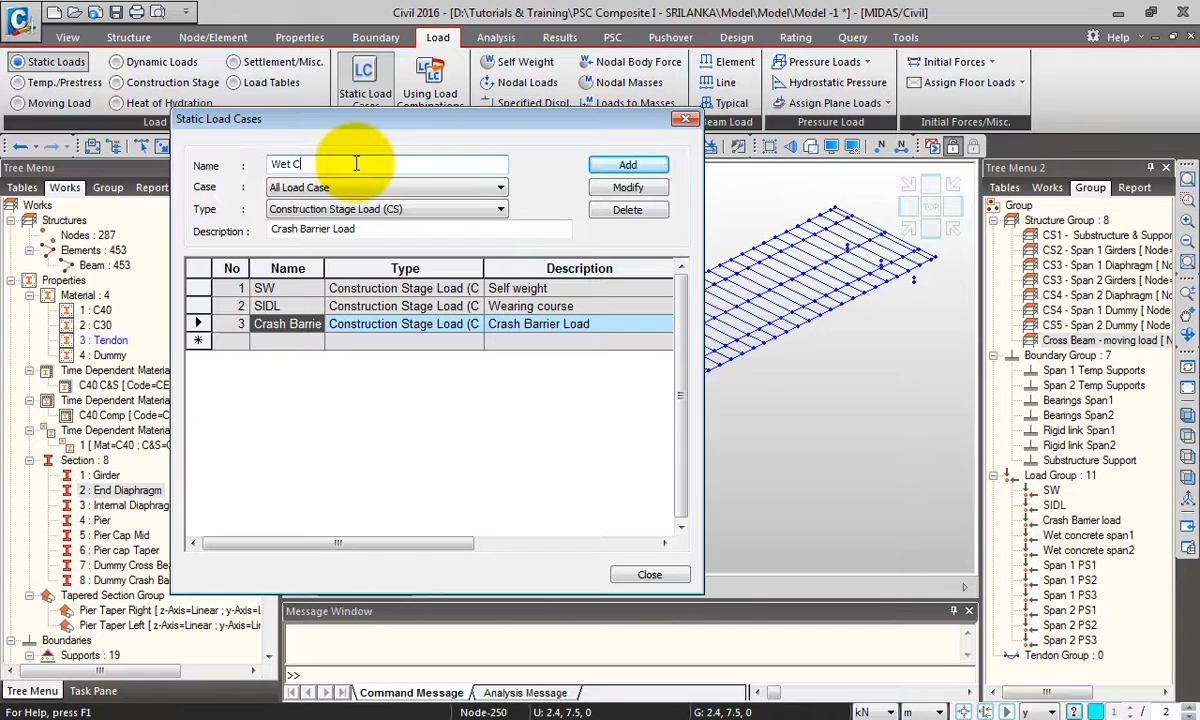 Civil 2016 - [D:\Tutorials & Training\PSC Composite I - SRILANKA\Model\Model\Model -1 *] - [MIDAS/Civil]
View Structure Node/Element Properties Boundary Load Analysis Results PSC Pushover Design Rating Query Tools Help
Static Loads Dynamic Loads Settlement/Misc.
Temp./Prestress Construction Stage Load Tables
Moving Load Heat of Hydration
Load
Static Load Cases
Using Load Combinations
Self Weight Nodal Body Force
Nodal Loads Nodal Masses
Specified Displ. Loads to Masses
Element
Line
Typical
Beam Load
Pressure Loads
Hydrostatic Pressure
Assign Plane Loads
Pressure Load
Initial Forces
Assign Floor Loads
Initial Forces/Misc.
Tree Menu
Tables Works Group Report
Works
Structures
Nodes : 287
Elements : 453
Beam : 453
Properties
Material : 4
1 : C40
2 : C30
3 : Tendon
4 : Dummy
Time Dependent Materia
C40 C&S [ Code=CE
Time Dependent Materia
C40 Comp [ Code=C
Time Dependent Materia
1 [ Mat=C40 ; C&S=C
Section : 8
1 : Girder
2 : End Diaphragm
3 : Internal Diaphrag
4 : Pier
5 : Pier Cap Mid
6 : Pier cap Taper
7 : Dummy Cross Be
8 : Dummy Crash Ba
Tapered Section Group
Pier Taper Right [ z-Axis=Linear ; y-Axis=L
Pier Taper Left [ z-Axis=Linear ; y-Axis=Li
Boundaries
Supports : 19
Tree Menu Task Pane
Static Load Cases
Name : Wet C
Add
Case : All Load Case
Modify
Type : Construction Stage Load (CS)
Delete
Description : Crash Barrier Load
No Name Type Description
1 SW Construction Stage Load (C Self weight
2 SIDL Construction Stage Load (C Wearing course
3 Crash Barrie Construction Stage Load (C Crash Barrier Load
*
Close
TOP
Message Window
>>
Command Message Analysis Message
Tree Menu
Tables Works Group Report
Group
Structure Group : 8
CS1 - Substructure & Suppor
CS2 - Span 1 Girders [ Node
CS3 - Span 1 Diaphragm [ N
CS3 - Span 2 Girders [ Node
CS4 - Span 2 Diaphragm [ N
CS4 - Span 1 Dummy [ Node
CS5 - Span 2 Dummy [ Node
Cross Beam - moving load [ N
Boundary Group : 7
Span 1 Temp Supports
Span 2 Temp Supports
Bearings Span1
Bearings Span2
Rigid link Span2
Rigid link Span1
Substructure Support
Load Group : 11
SW
SIDL
Crash Barrier load
Wet concrete span1
Wet concrete span2
Span 1 PS1
Span 1 PS2
Span 1 PS3
Span 2 PS1
Span 2 PS2
Span 2 PS3
Tendon Group : 0
For Help, press F1 Node-250 U: 2.4, 7.5, 0 G: 2.4, 7.5, 0 kN m y 1 / 2